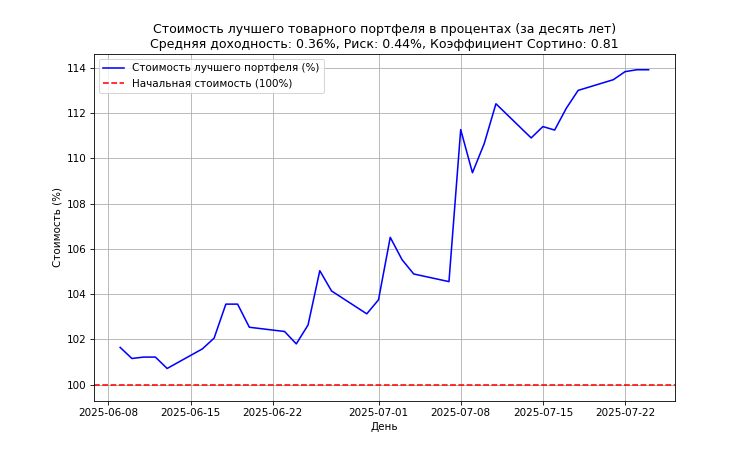 Стоимость лучшего товарного портфеля в процентах (за десять лет)
Средняя доходность: 0.36%, Риск: 0.44%, Коэффициент Сортино: 0.81
Стоимость лучшего портфеля (%)
Начальная стоимость (100%)
Стоимость (%)
114
112
110
108
106
104
102
100
2025-06-08 2025-06-15 2025-06-22 2025-07-01 2025-07-08 2025-07-15 2025-07-22
День